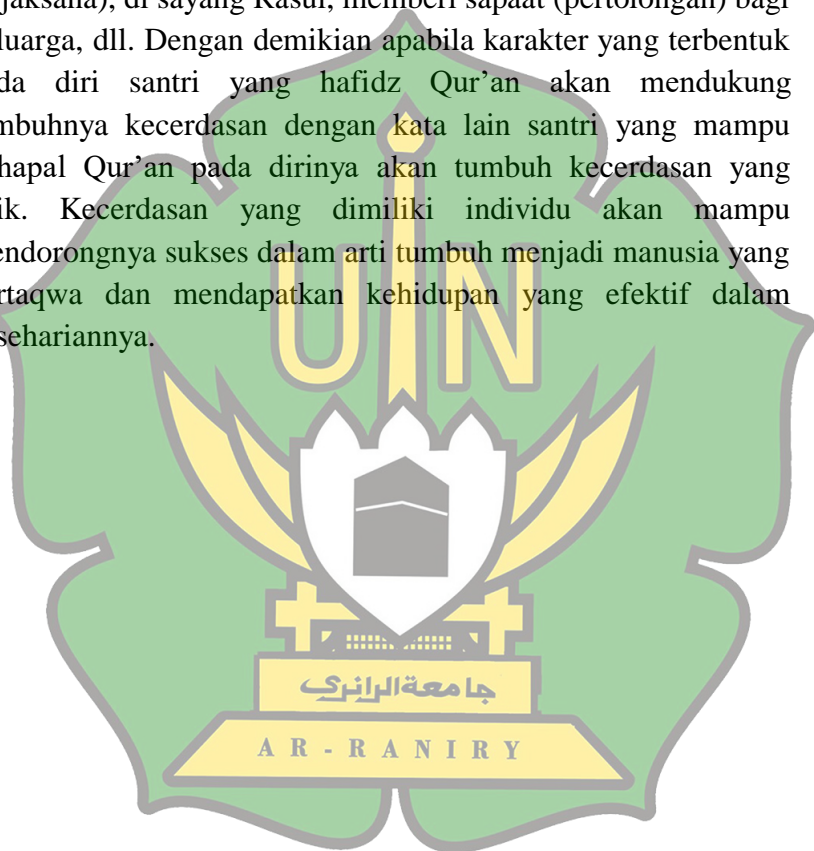 jaksana), di sayang Rasul, memberi sapaat (pertolongan) bagi
luarga, dll. Dengan demikian apabila karakter yang terbentuk
da diri santri yang hafidz Qur’an akan mendukung
mbuhnya kecerdasan dengan kata lain santri yang mampu
hapal Qur’an pada dirinya akan tumbuh kecerdasan yang
ik. Kecerdasan yang dimiliki individu akan mampu
endorongnya sukses dalam arti tumbuh menjadi manusia yang
rtaqwa dan mendapatkan kehidupan yang efektif dalam
sehariannya.
UIN
جامعةالرانري
AR-RANIRY